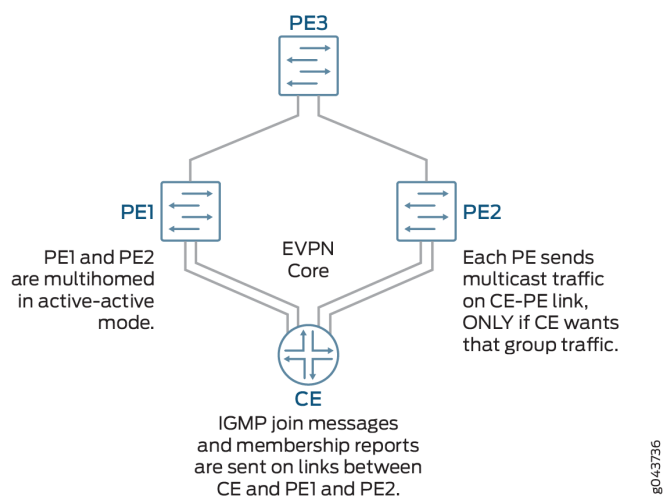 PE3
PE1
PE2
PE1 and PE2
are multihomed
in active-active
mode.
EVPN
Core
Each PE sends
multicast traffic
on CE-PE link,
ONLY if CE wants
that group traffic.
CE
IGMP join messages
and membership reports
are sent on links between
CE and PE1 and PE2.
g043736